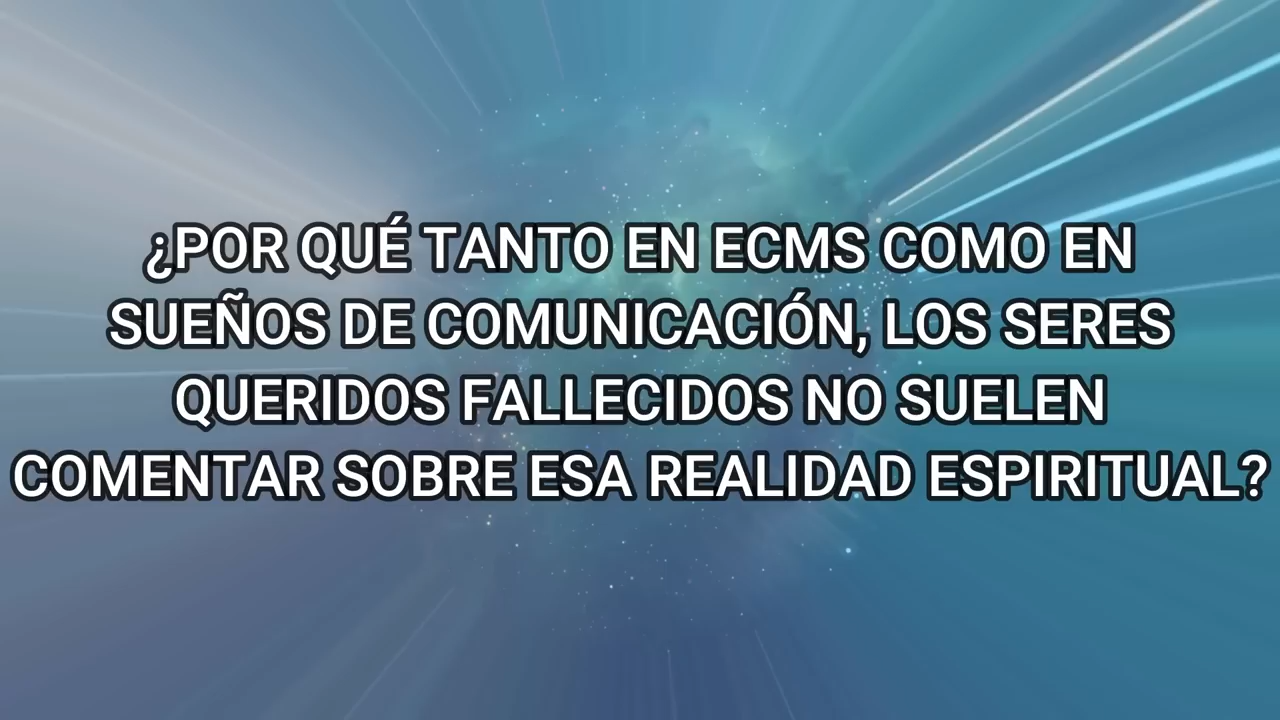 ¿POR QUÉ TANTO EN ECMS COMO EN
SUEÑOS DE COMUNICACIÓN, LOS SERES
QUERIDOS FALLECIDOS NO SUELEN
COMENTAR SOBRE ESA REALIDAD ESPIRITUAL?